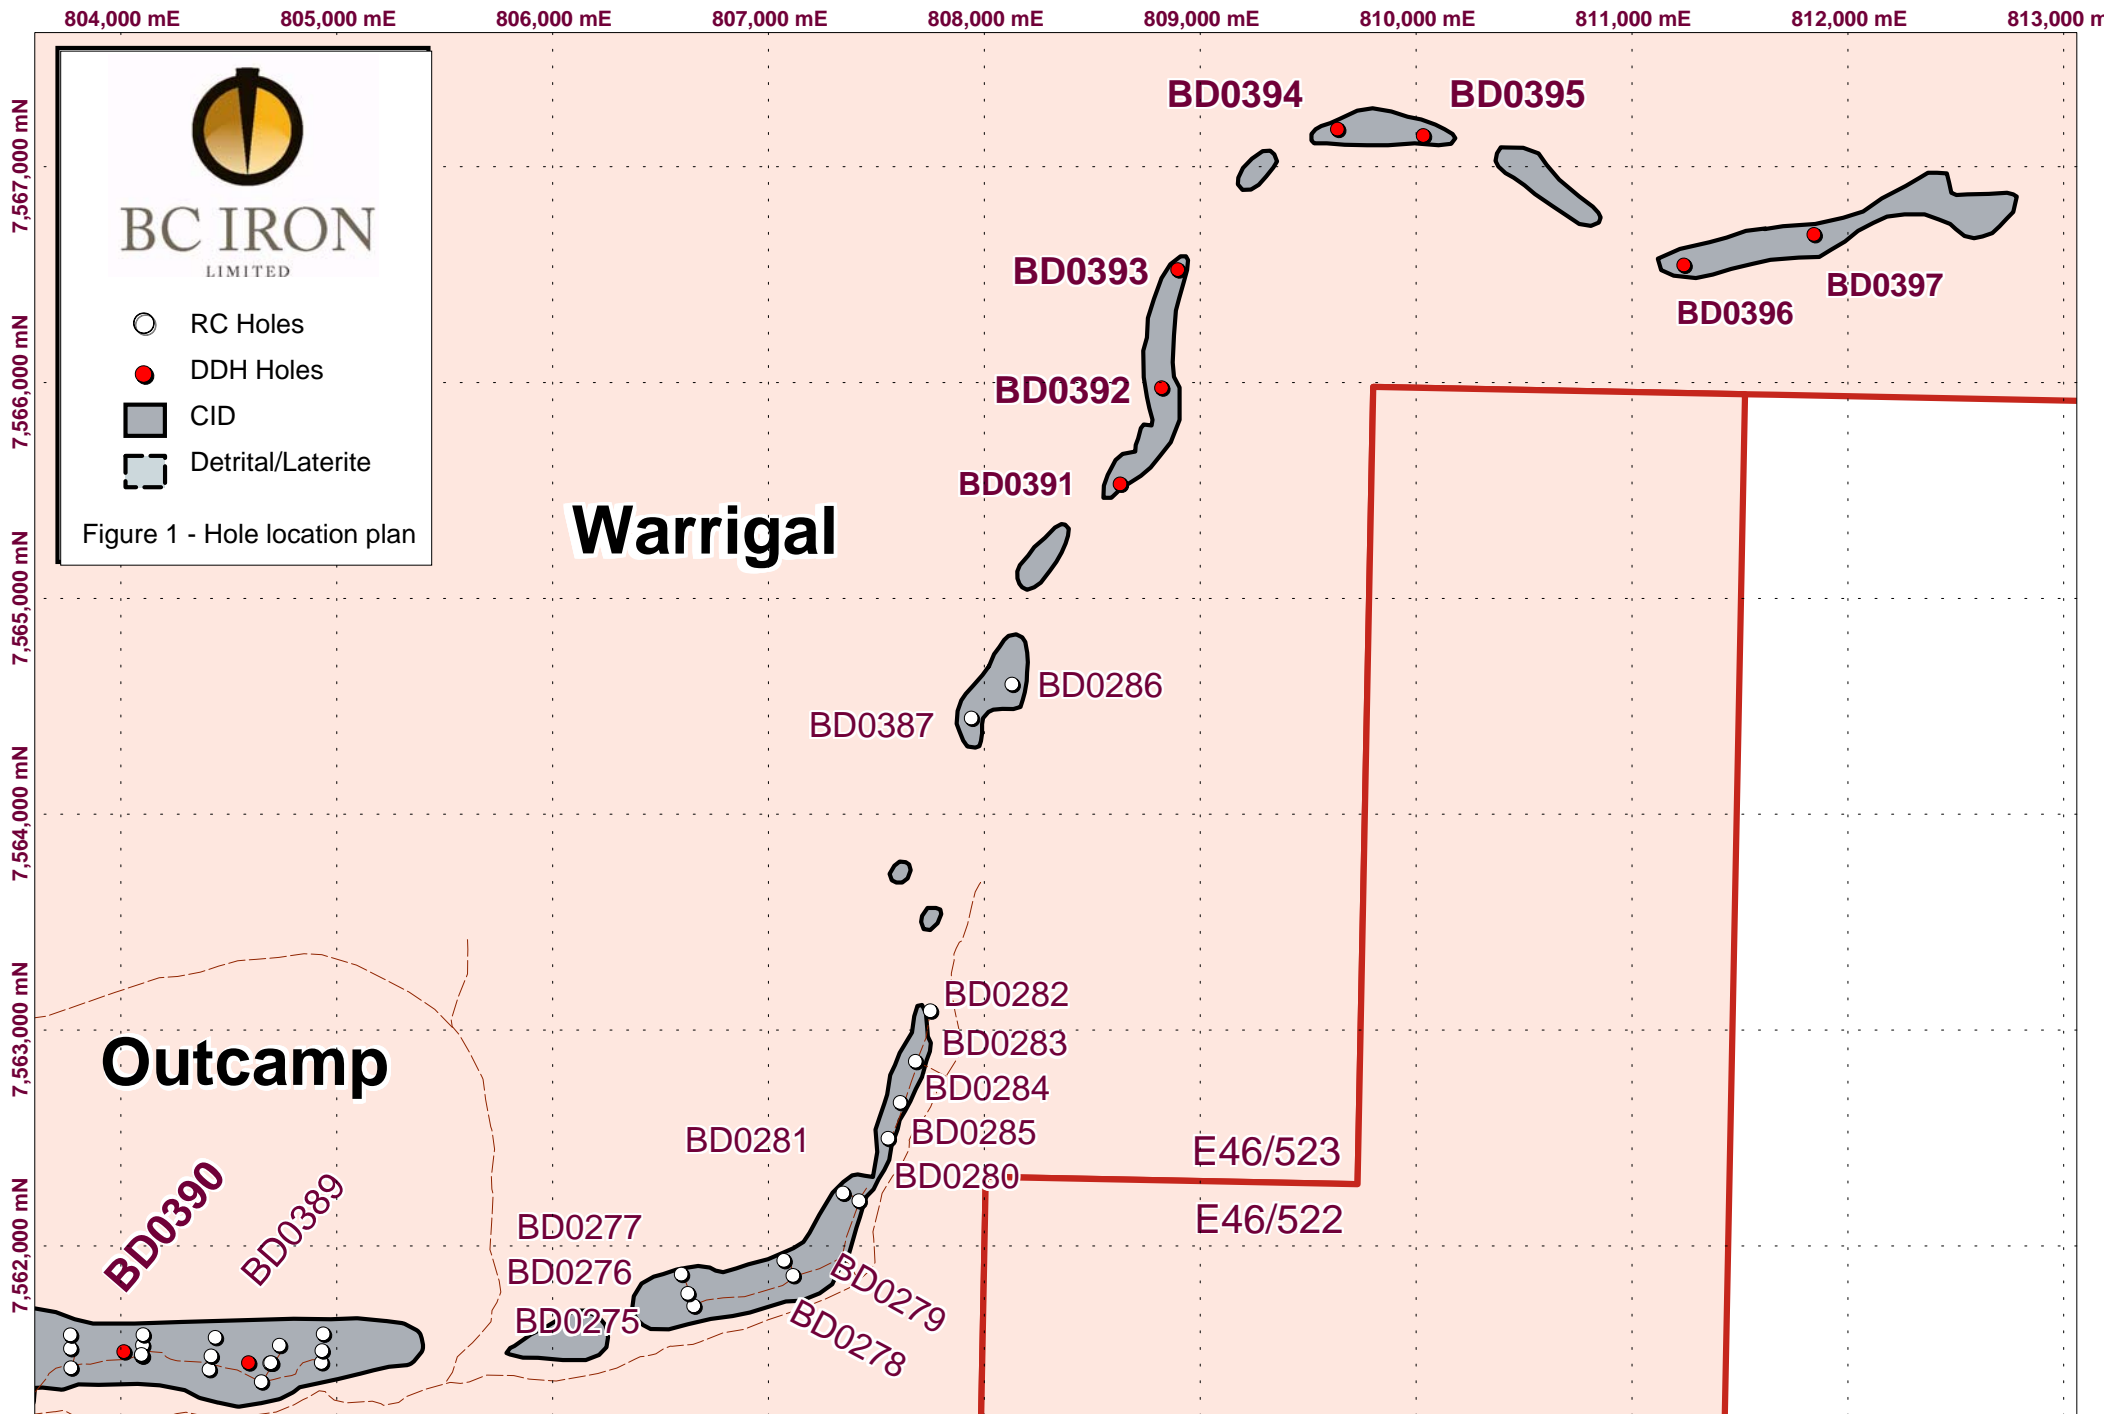 804,000 mE 805,000 mE 806,000 mE 807,000 mE 808,000 mE 809,000 mE 810,000 mE 811,000 mE 812,000 mE 813,000 m
7,567,000 mN
7,566,000 mN
7,565,000 mN
7,564,000 mN
7,563,000 mN
7,562,000 mN
BC IRON
LIMITED
RC Holes
DDH Holes
CID
Detrital/Laterite
Figure 1 - Hole location plan
BD0394 BD0395
BD0393
BD0397
BD0396
BD0392
BD0391
Warrigal
BD0286
BD0387
BD0282
BD0283
Outcamp
BD0284
BD0285
BD0281
BD0280
E46/523
E46/522
BD0390
BD0389
BD0277
BD0276
BD0275
BD0279
BD0278